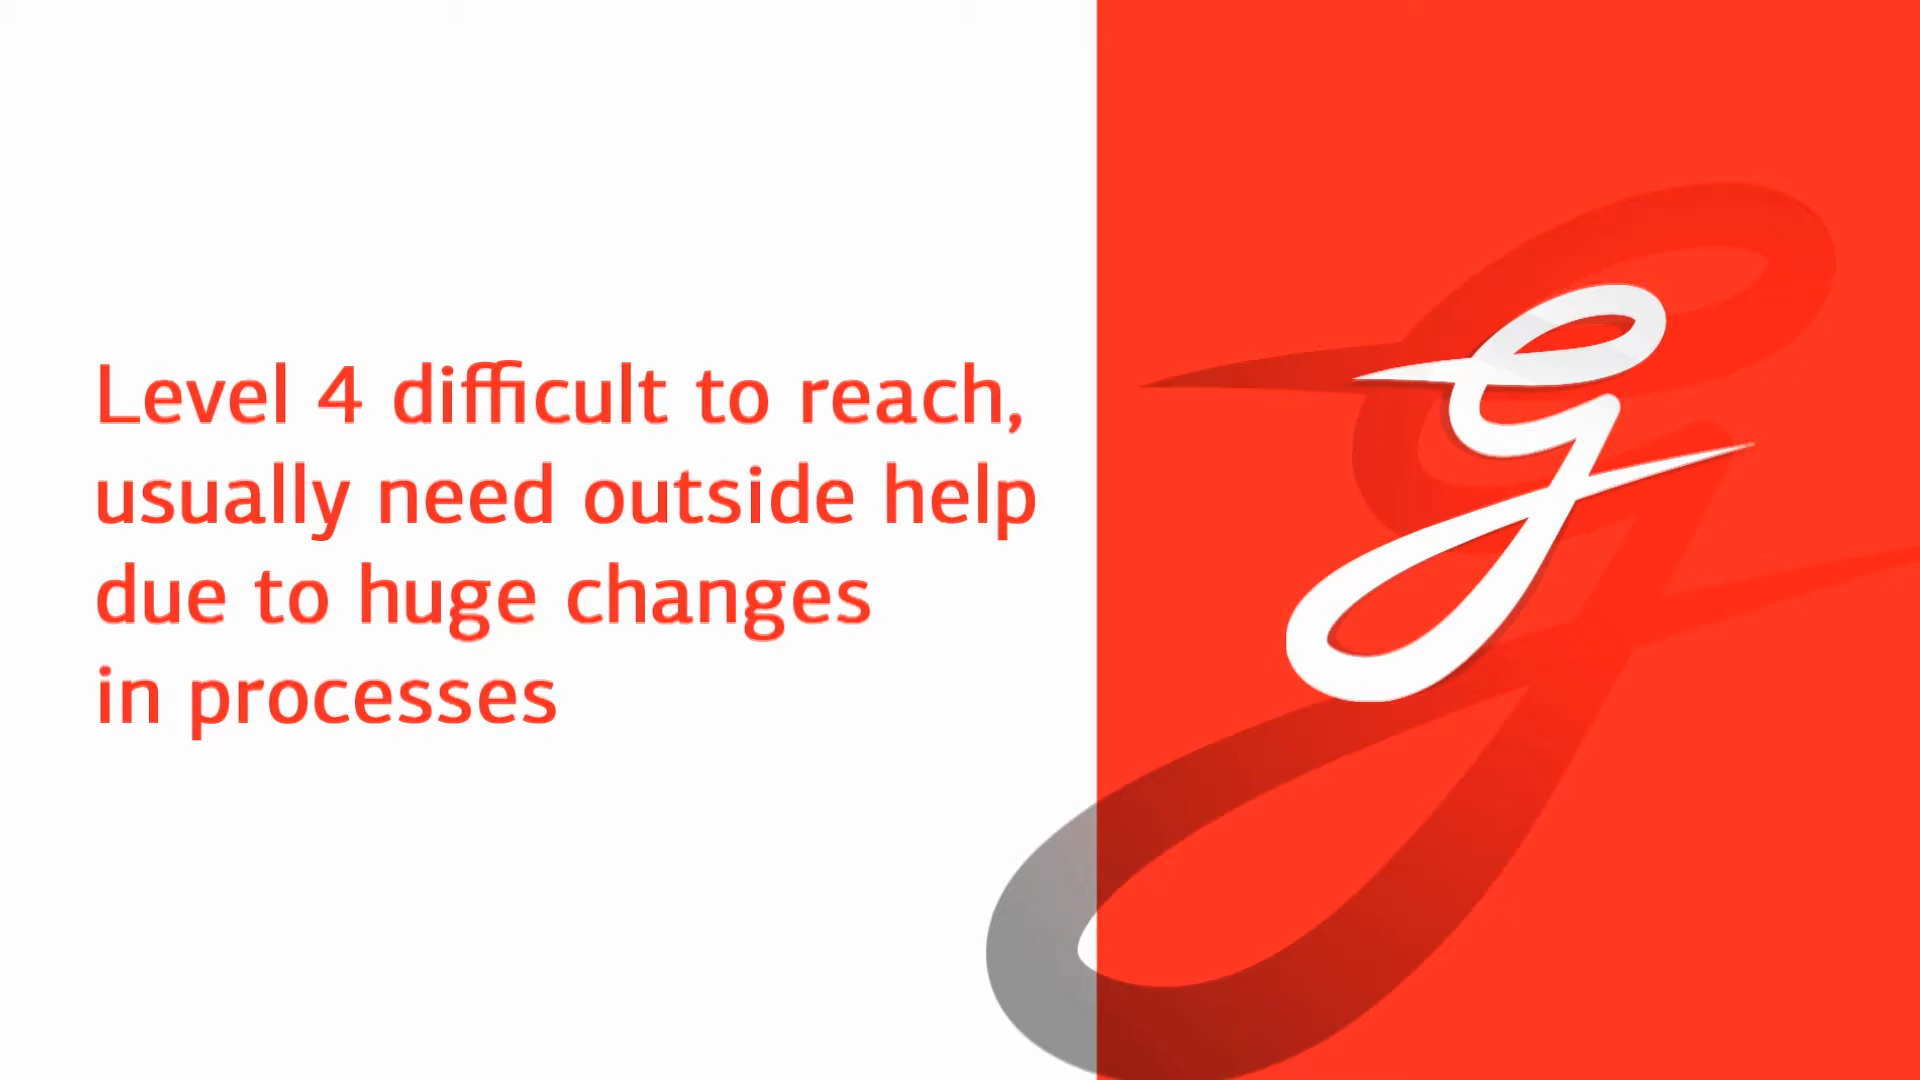 Level 4 difficult to reach,
usually need outside help
due to huge changes
in processes